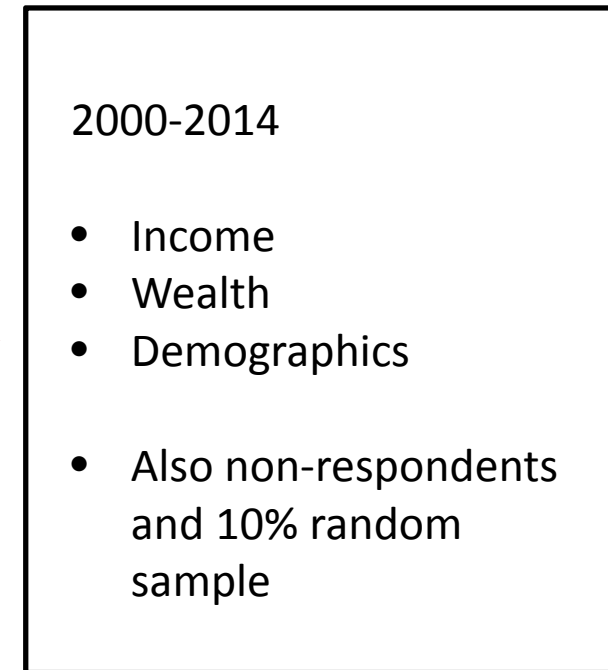 2000-2014
• Income
• Wealth
• Demographics
• Also non-respondents
and 10% random
sample